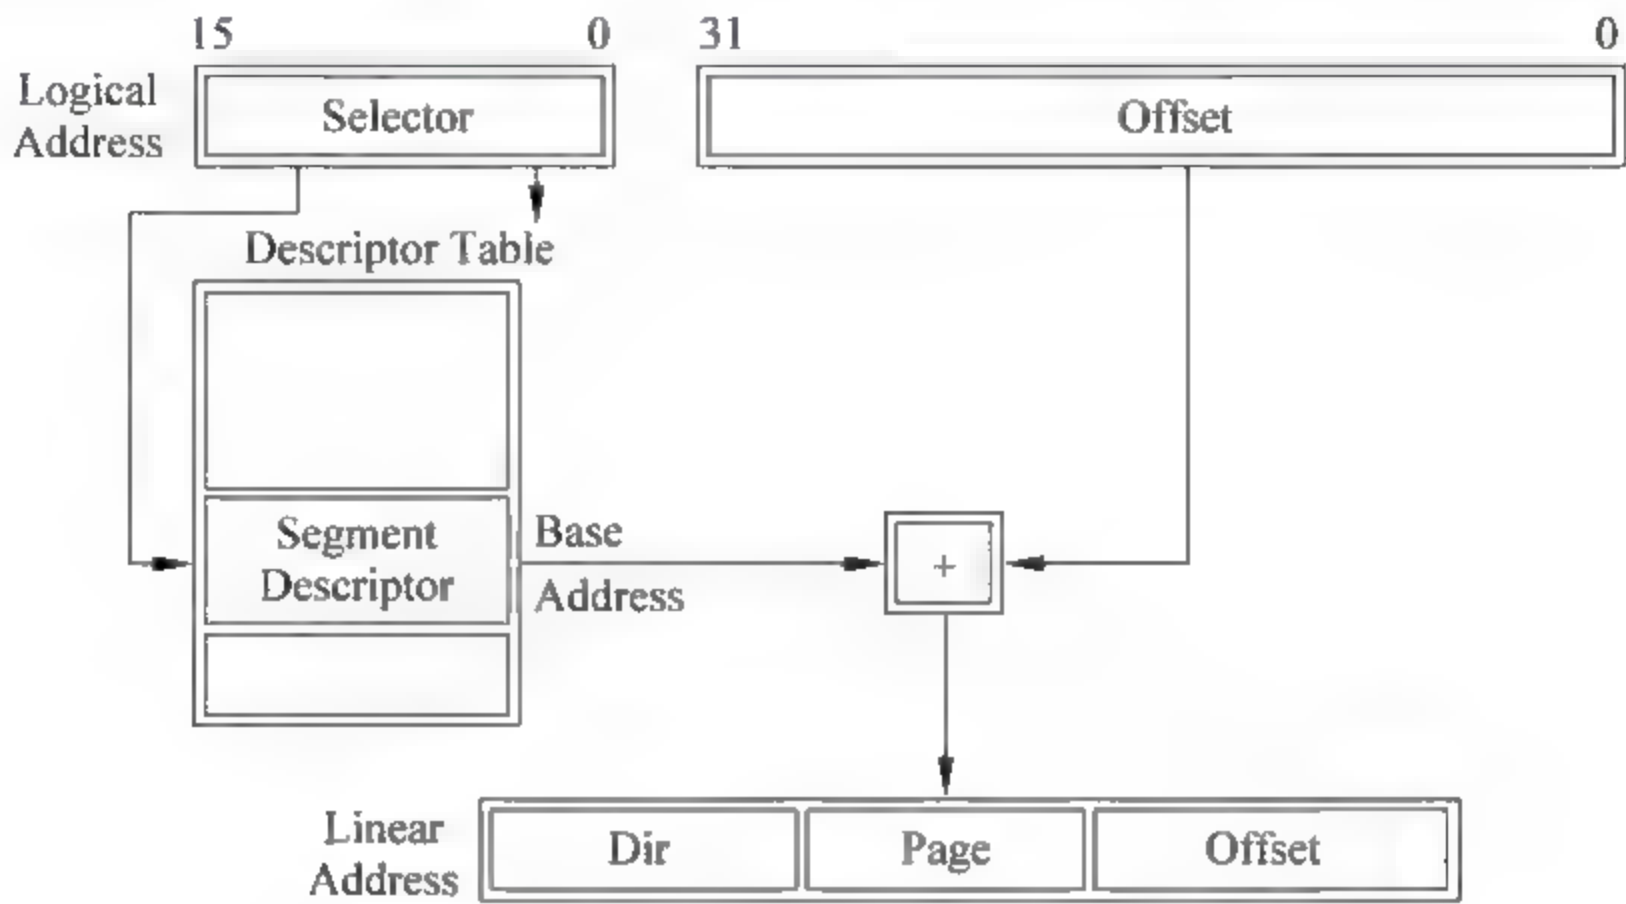 15 0 31 0
Logical
Address
Selector
Offset
Descriptor Table
Segment
Descriptor
Base
Address
+
Linear
Address
Dir
Page
Offset